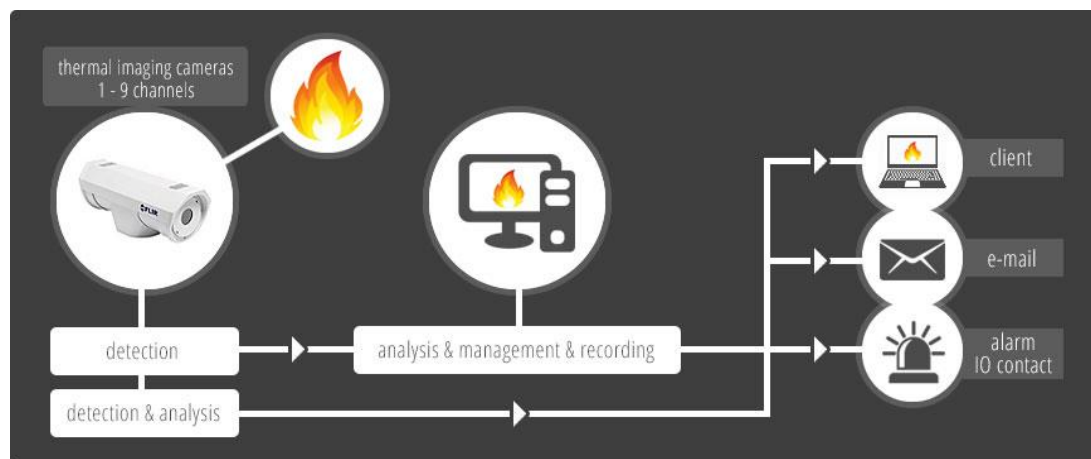 thermal imaging cameras
1 - 9 channels
FLIR
client
e-mail
detection
analysis & management & recording
alarm
IO contact
detection & analysis